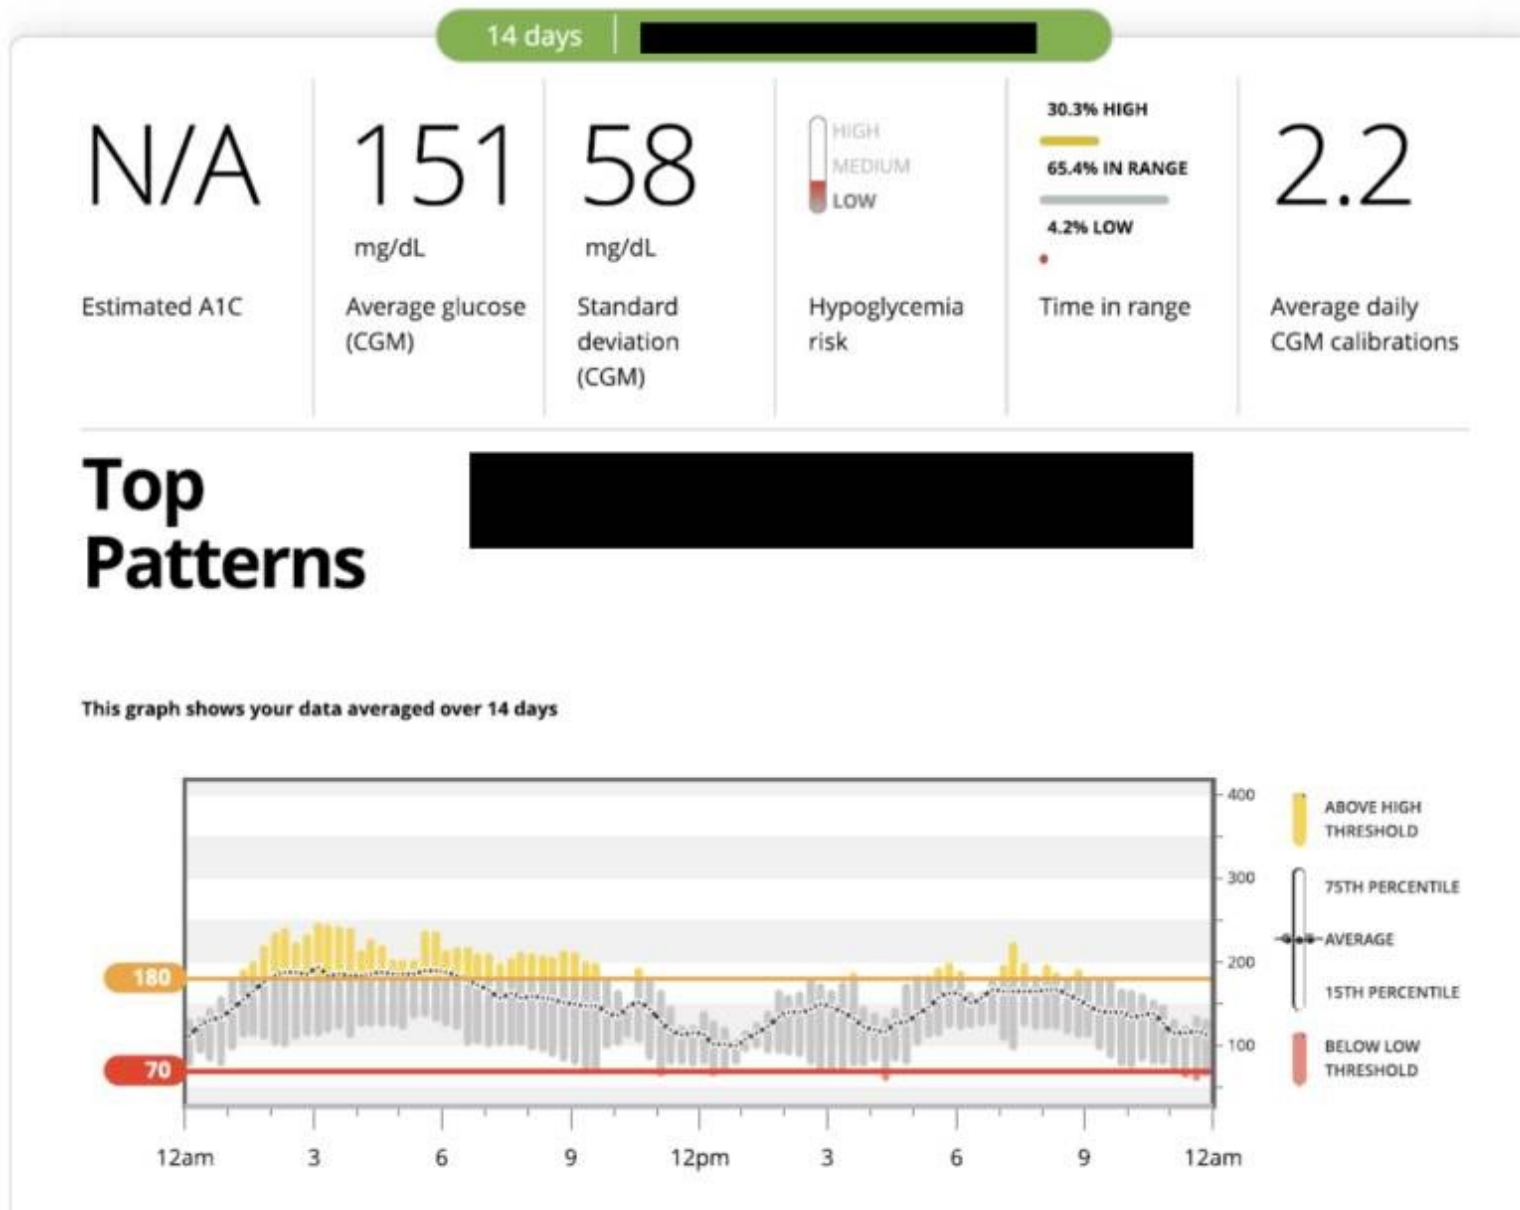 14 days
N/A
Estimated A1C
151
mg/dL
Average glucose
(CGM)
58
mg/dL
Standard
deviation
(CGM)
HIGH
MEDIUM
LOW
Hypoglycemia
risk
30.3% HIGH
65.4% IN RANGE
4.2% LOW
Time in range
2.2
Average daily
CGM calibrations
Top
Patterns
This graph shows your data averaged over 14 days
180
70
400
300
200
100
12am 3 6 9 12pm 3 6 9 12am
ABOVE HIGH
THRESHOLD
75TH PERCENTILE
AVERAGE
15TH PERCENTILE
BELOW LOW
THRESHOLD